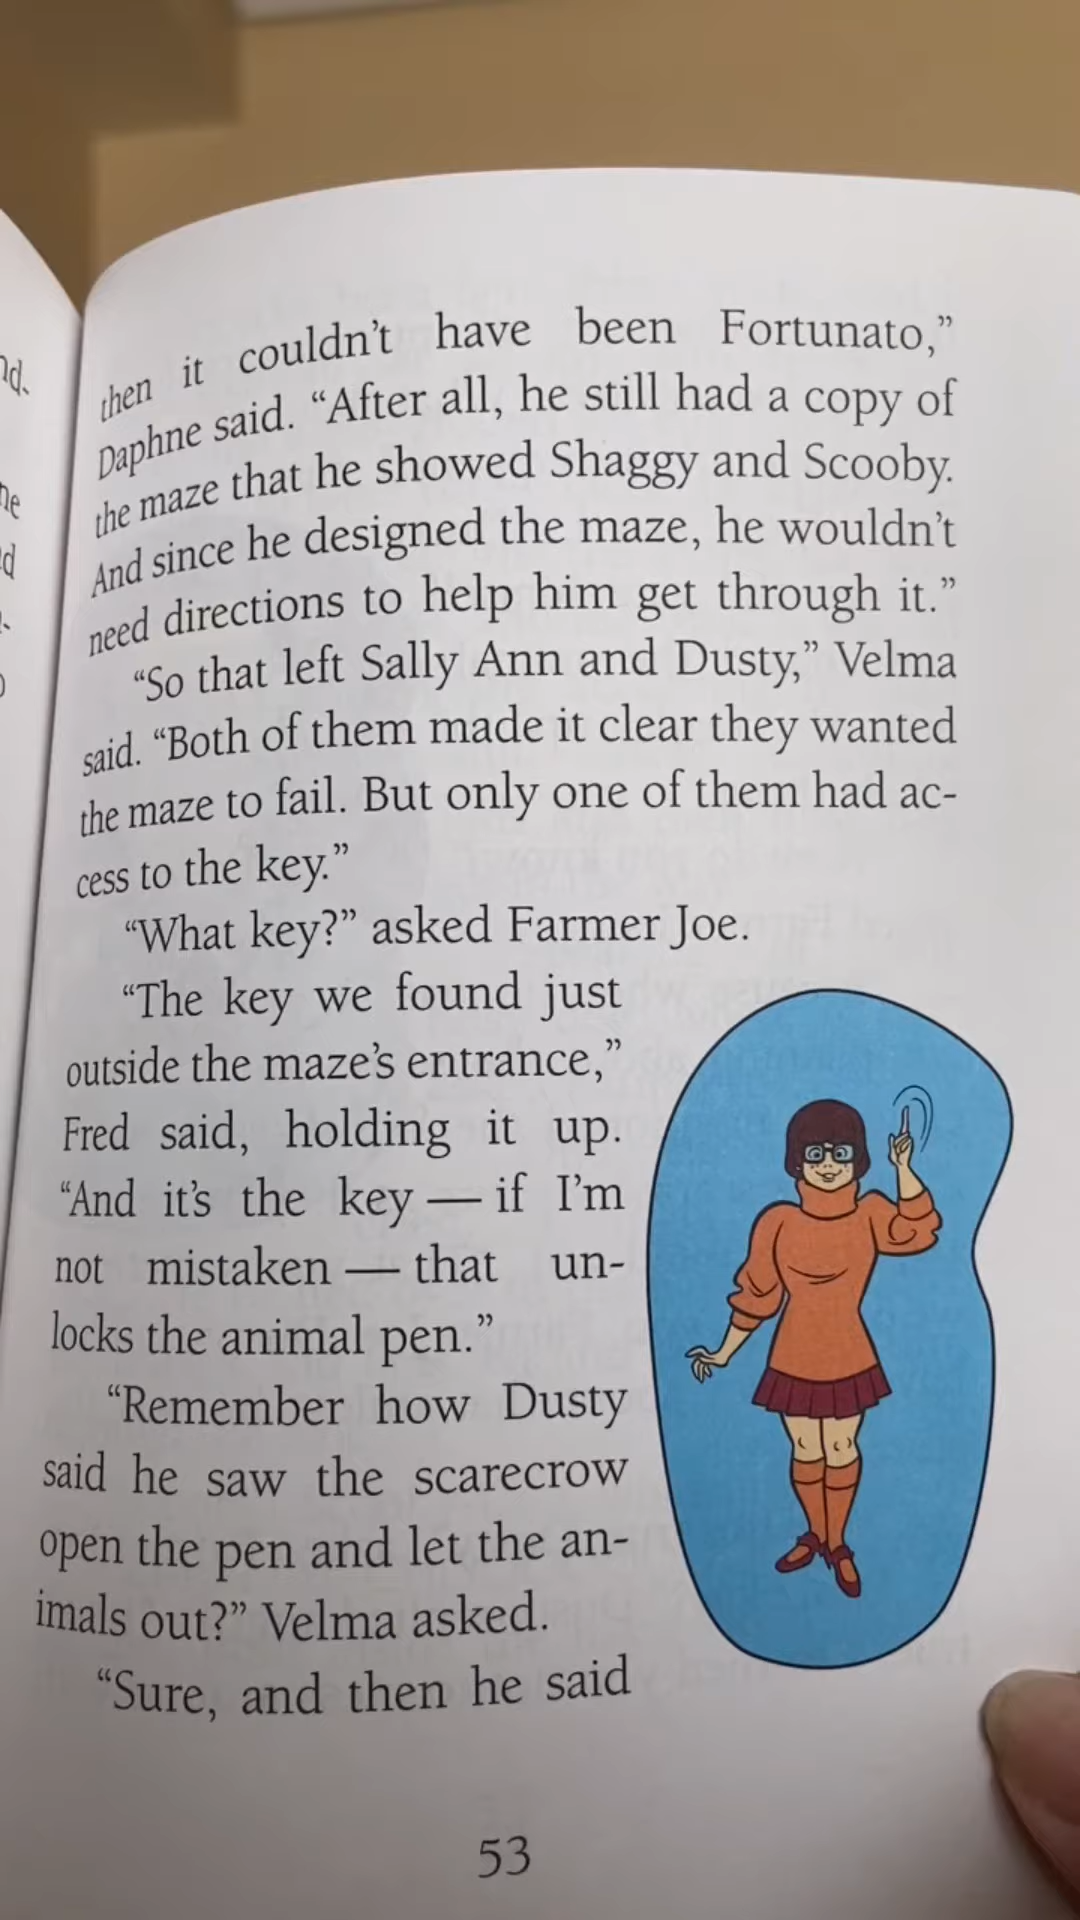 then it couldn't have been Fortunato,”
Daphne said. “After all, he still had a copy of
the maze that he showed Shaggy and Scooby.
And since he designed the maze, he wouldn't
need directions to help him get through it.”
“So that left Sally Ann and Dusty,” Velma
said. “Both of them made it clear they wanted
the maze to fail. But only one of them had ac-
cess to the key.”
“What key?” asked Farmer Joe.
“The key we found just
outside the maze's entrance,”
Fred said, holding it up.
“And it's the key — if I'm
not mistaken — that un-
locks the animal pen.”
“Remember how Dusty
said he saw the scarecrow
open the pen and let the an-
imals out?” Velma asked.
“Sure, and then he said
53